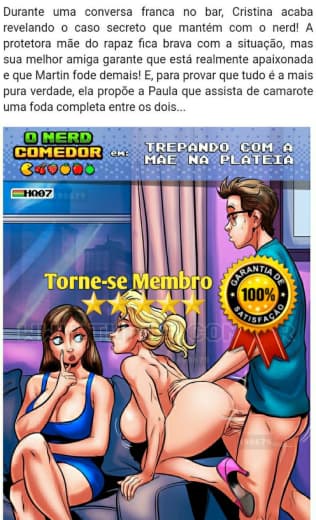 Durante uma conversa franca no bar, Cristina acaba
revelando o caso secreto que mantém com o nerd! A
protetora mãe do rapaz fica brava com a situação, mas
sua melhor amiga garante que está realmente apaixonada
e que Martin fode demais! E, para provar que tudo é a mais
pura verdade, ela propõe a Paula que assista de camarote
uma foda completa entre os dois...
O NERD
COMEDOR em:
TREPANDO COM A
MÃE NA PLATEIA
HQ07
Torne-se Membro
GARANTIA DE
100%
SATISFAÇÃO